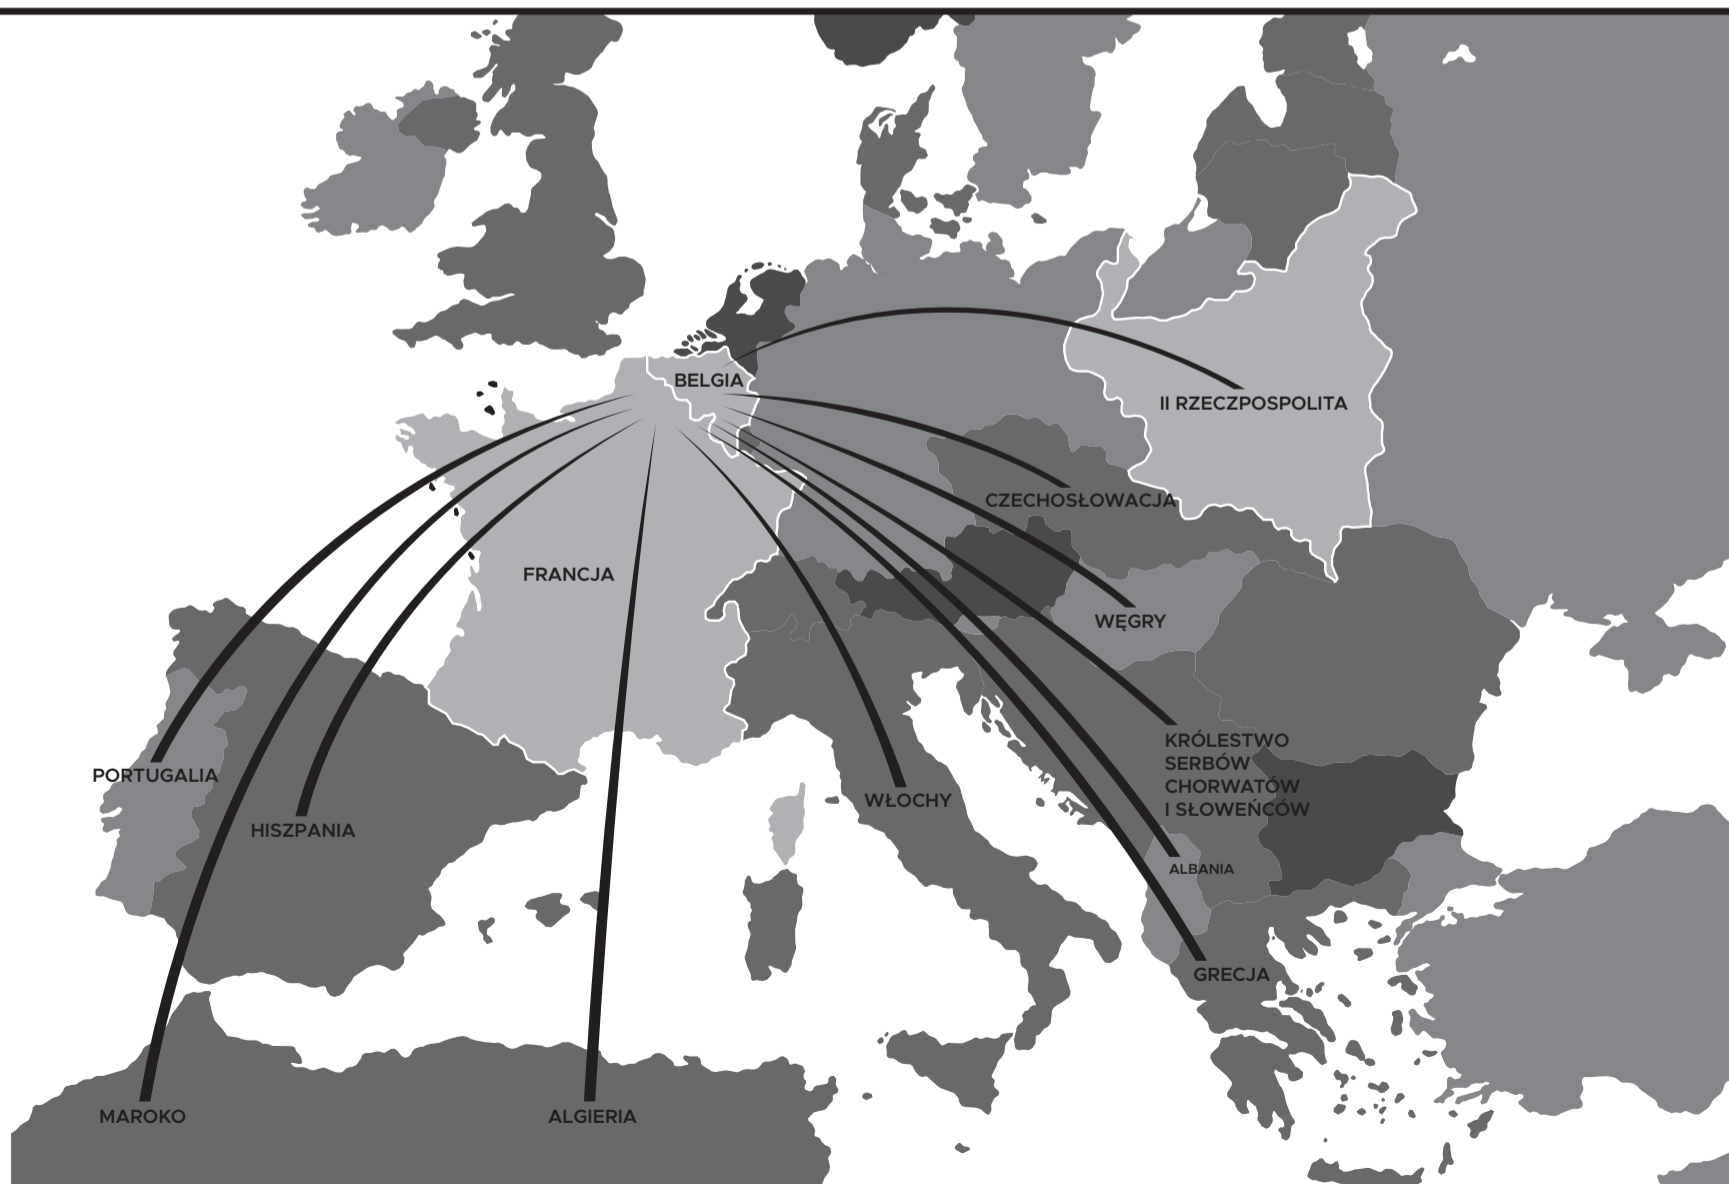 BELGIA
II RZECZPOSPOLITA
CZECHOSŁOWACJA
FRANCJA
WĘGRY
KRÓLESTWO
SERBÓW
CHORWATÓW
I SŁOWEŃCÓW
PORTUGALIA
WŁOCHY
HISZPANIA
ALBANIA
GRECJA
MAROKO
ALGIERIA